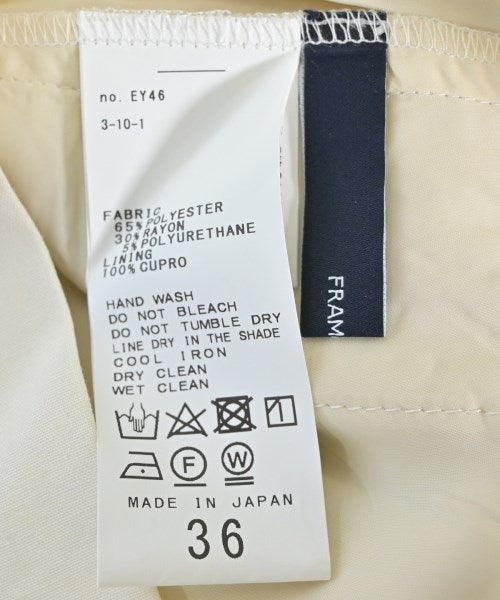 no. EY46
3-10-1
FABRIC
65% POLYESTER
30% RAYON
5% POLYURETHANE
LINING
100% CUPRO
HAND WASH
DO NOT BLEACH
DO NOT TUMBLE DRY
LINE DRY IN THE SHADE
COOL IRON
DRY CLEAN
WET CLEAN
F
W
MADE IN JAPAN
36
FRAM